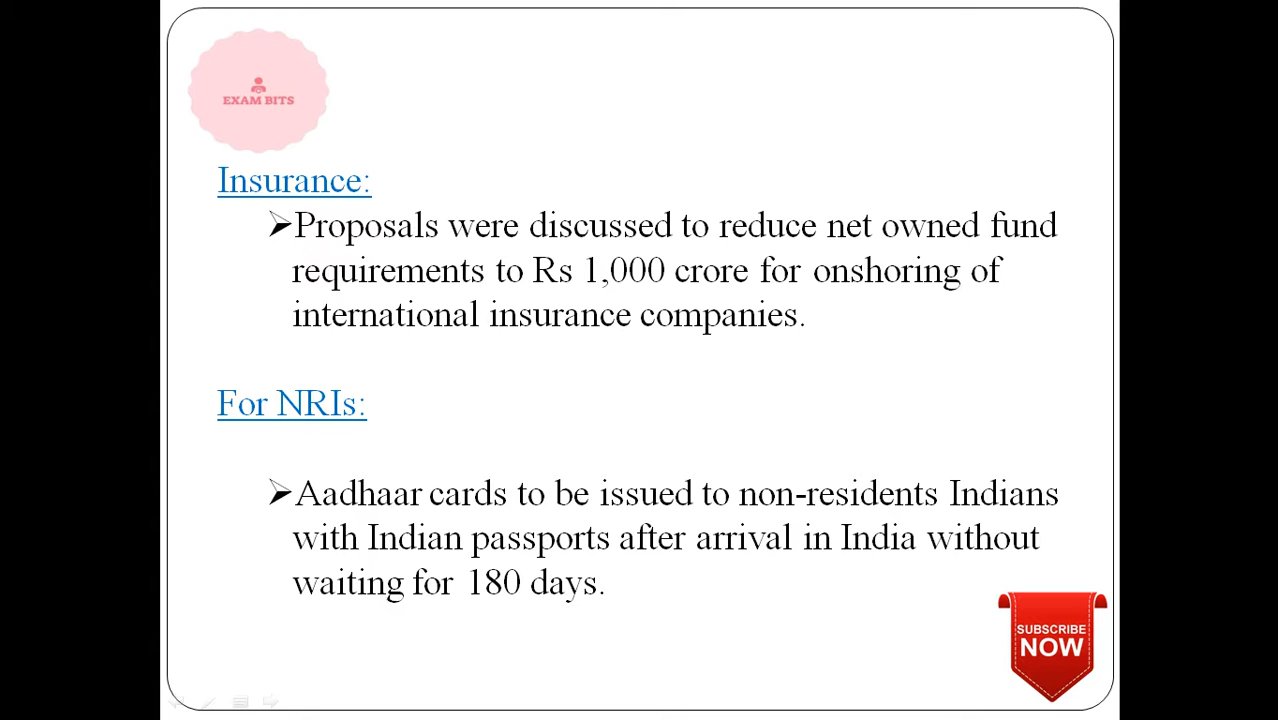 EXAM BITS
Insurance:
➢Proposals were discussed to reduce net owned fund
requirements to Rs 1,000 crore for onshoring of
international insurance companies.
For NRIs:
➢Aadhaar cards to be issued to non-residents Indians
with Indian passports after arrival in India without
waiting for 180 days.
SUBSCRIBE
NOW